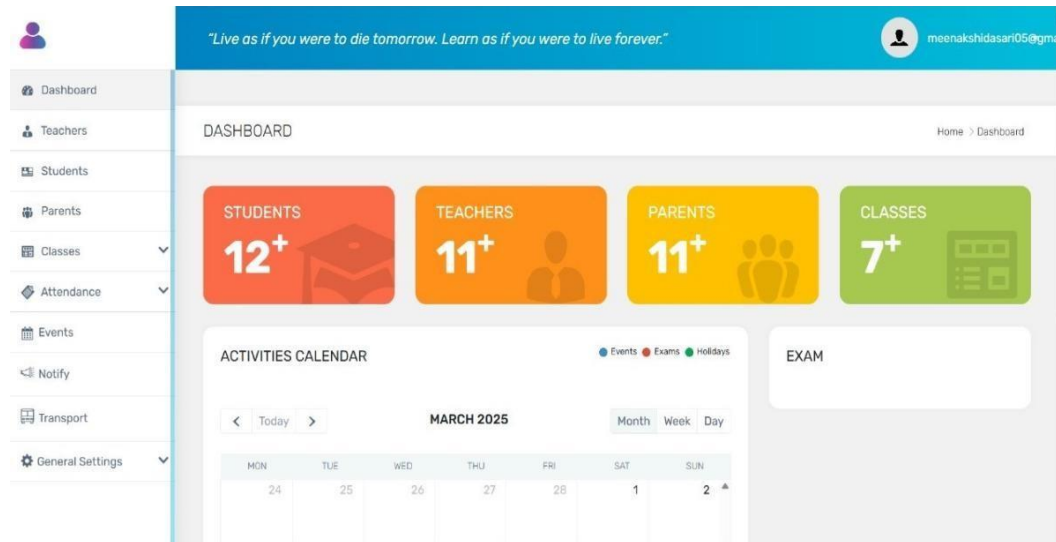 “Live as if you were to die tomorrow. Learn as if you were to live forever.”
meenakshidasari05@gma
Dashboard
Teachers
Students
Parents
Classes
Attendance
Events
Notify
Transport
General Settings
DASHBOARD
Home > Dashboard
STUDENTS
12+
TEACHERS
11+
PARENTS
11+
CLASSES
7+
ACTIVITIES CALENDAR
Events Exams Holidays
< Today >
MARCH 2025
Month Week Day
MON TUE WED THU FRI SAT SUN
24 25 26 27 28 1 2
EXAM